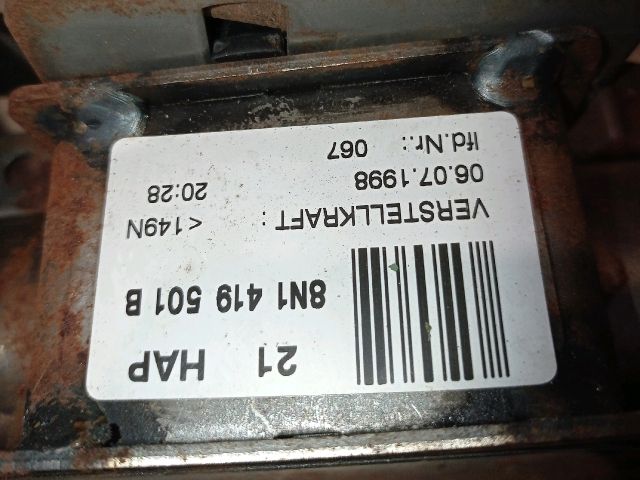 21 HAP
8N1 419 501 B
VERSTELLKRAFT : <149N
06.07.1998 20:28
lfd.Nr.: 067